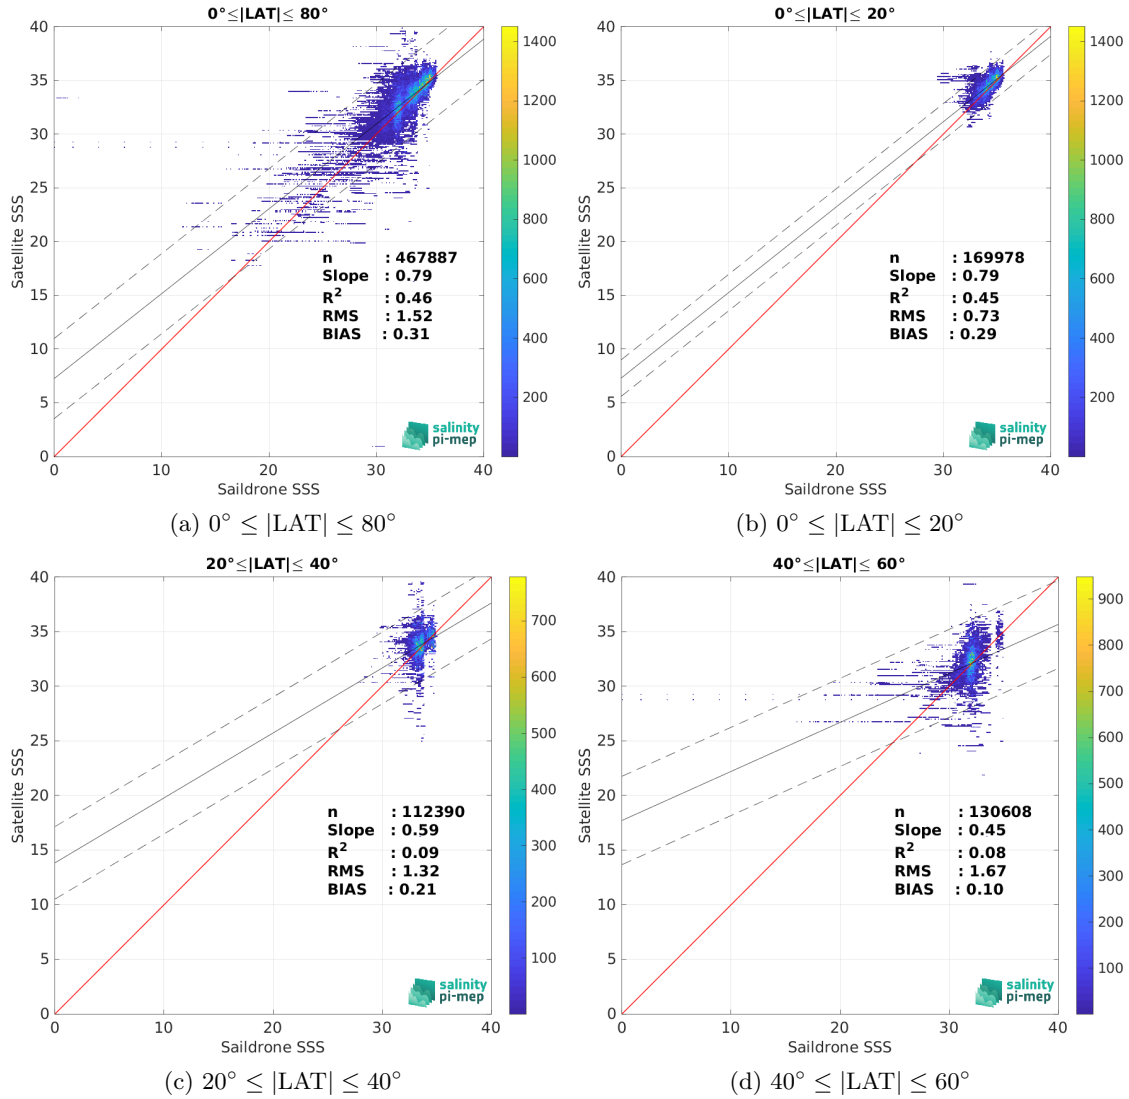 0°≤|LAT|≤ 80°
Satellite SSS
40
35
30
25
20
15
10
5
0
0 10 20 30 40
Saildrone SSS
n : 467887
Slope : 0.79
R² : 0.46
RMS : 1.52
BIAS : 0.31
salinity
pi-mep
1400
1200
1000
800
600
400
200
(a) 0° ≤ |LAT| ≤ 80°
0°≤|LAT|≤ 20°
Satellite SSS
40
35
30
25
20
15
10
5
0
0 10 20 30 40
Saildrone SSS
n : 169978
Slope : 0.79
R² : 0.45
RMS : 0.73
BIAS : 0.29
salinity
pi-mep
1400
1200
1000
800
600
400
200
(b) 0° ≤ |LAT| ≤ 20°
20°≤|LAT|≤ 40°
Satellite SSS
40
35
30
25
20
15
10
5
0
0 10 20 30 40
Saildrone SSS
n : 112390
Slope : 0.59
R² : 0.09
RMS : 1.32
BIAS : 0.21
salinity
pi-mep
700
600
500
400
300
200
100
(c) 20° ≤ |LAT| ≤ 40°
40°≤|LAT|≤ 60°
Satellite SSS
40
35
30
25
20
15
10
5
0
0 10 20 30 40
Saildrone SSS
n : 130608
Slope : 0.45
R² : 0.08
RMS : 1.67
BIAS : 0.10
salinity
pi-mep
900
800
700
600
500
400
300
200
100
(d) 40° ≤ |LAT| ≤ 60°